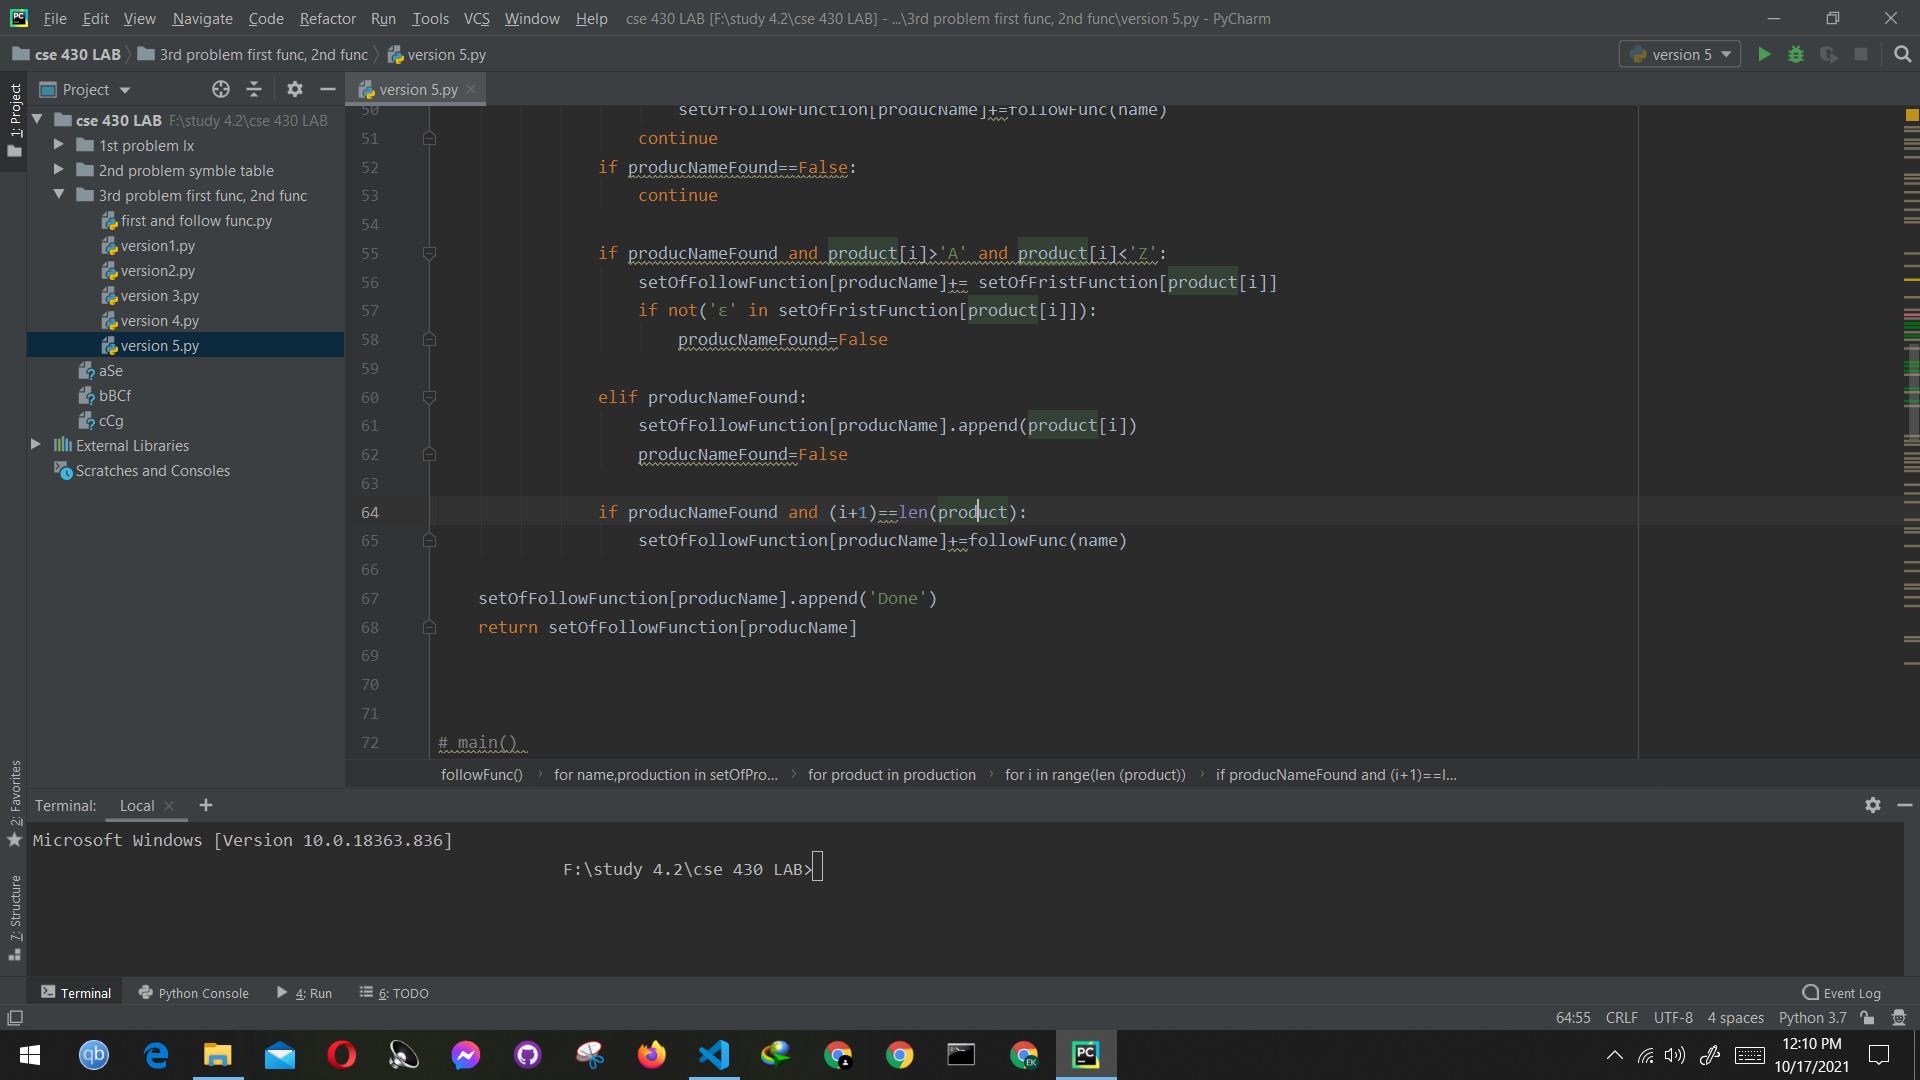 File Edit View Navigate Code Refactor Run Tools VCS Window Help cse 430 LAB [F:\study 4.2\cse 430 LAB] - ...\3rd problem first func, 2nd func\version 5.py - PyCharm
cse 430 LAB 3rd problem first func, 2nd func version 5.py version 5
1: Project
Project
version 5.py
cse 430 LAB F:\study 4.2\cse 430 LAB
1st problem lx
2nd problem symble table
3rd problem first func, 2nd func
first and follow func.py
version1.py
version2.py
version 3.py
version 4.py
version 5.py
aSe
bBCf
cCg
External Libraries
Scratches and Consoles
50 setOfFollowFunction[producName]+=followFunc(name)
51 continue
52 if producNameFound==False:
53 continue
54
55 if producNameFound and product[i]>'A' and product[i]<'Z':
56 setOfFollowFunction[producName]+= setOfFristFunction[product[i]]
57 if not('ε' in setOfFristFunction[product[i]]):
58 producNameFound=False
59
60 elif producNameFound:
61 setOfFollowFunction[producName].append(product[i])
62 producNameFound=False
63
64 if producNameFound and (i+1)==len(product):
65 setOfFollowFunction[producName]+=followFunc(name)
66
67 setOfFollowFunction[producName].append('Done')
68 return setOfFollowFunction[producName]
69
70
71
72 # main()
followFunc() for name,production in setOfPro... for product in production for i in range(len (product)) if producNameFound and (i+1)==l...
2: Favorites
7: Structure
Terminal: Local +
Microsoft Windows [Version 10.0.18363.836]
F:\study 4.2\cse 430 LAB>
Terminal Python Console 4: Run 6: TODO Event Log
64:55 CRLF UTF-8 4 spaces Python 3.7
qb
EK
PC
12:10 PM
10/17/2021